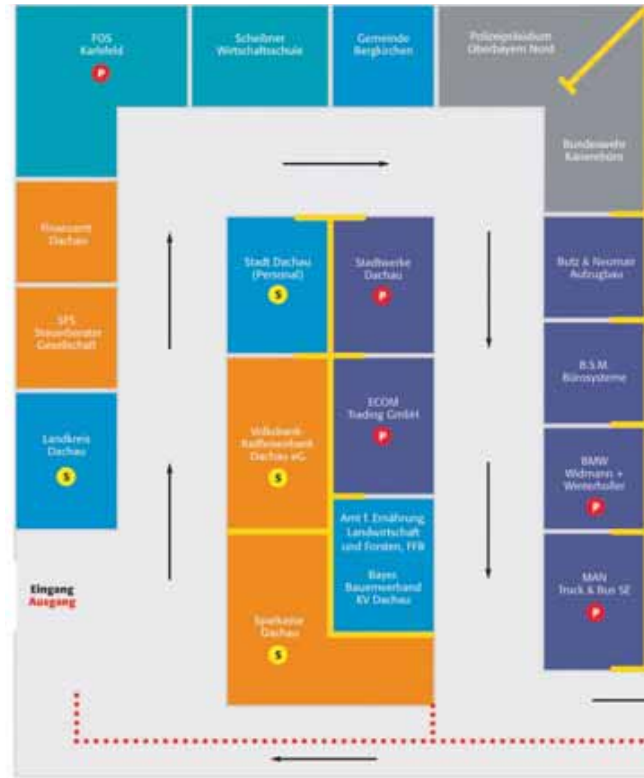 FOS
Karlsfeld
P
Scheibner
Wirtschaftsschule
Gemeinde
Bergkirchen
Polizeipräsidium
Oberbayern Nord
Bundeswehr
Karrierebüro
Finanzamt
Dachau
SFS
Steuerberater
Gesellschaft
Landkreis
Dachau
S
Stadt Dachau
(Personal)
S
Stadtwerke
Dachau
P
Volksbank
Raiffeisenbank
Dachau eG
S
ECOM
Trading GmbH
P
Amt f. Ernährung,
Landwirtschaft
und Forsten, FFB
Bayer.
Bauernverband
KV Dachau
Sparkasse
Dachau
S
Butz & Neumair
Aufzugbau
B.S.M.
Bürosysteme
BMW
Widmann +
Winterholler
P
MAN
Truck & Bus SE
P
Eingang
Ausgang